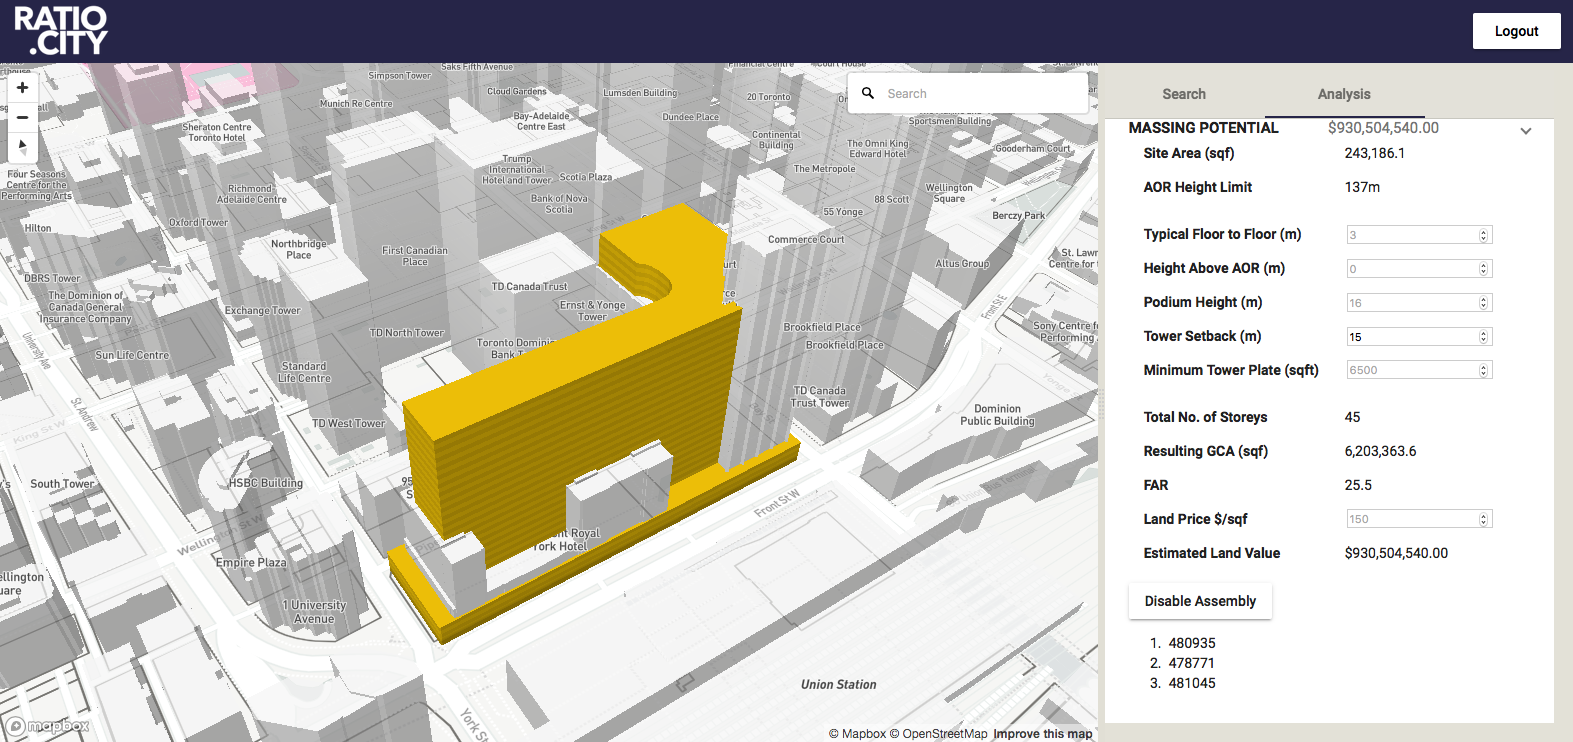 RATIO
.CITY
Logout
Search
Search
Analysis
MASSING POTENTIAL $930,504,540.00
Site Area (sqf) 243,186.1
AOR Height Limit 137m
Typical Floor to Floor (m) 3
Height Above AOR (m) 0
Podium Height (m) 16
Tower Setback (m) 15
Minimum Tower Plate (sqft) 6500
Total No. of Storeys 45
Resulting GCA (sqf) 6,203,363.6
FAR 25.5
Land Price $/sqf 150
Estimated Land Value $930,504,540.00
Disable Assembly
1. 480935
2. 478771
3. 481045
Saks Fifth Avenue
Simpson Tower
Cloud Gardens
Lumsden Building
Munich Re Centre
20 Toronto
Bay-Adelaide
Centre East
Dundee Place
Sportsmen Building
Sheraton Centre
Toronto Hotel
Continental
Building
The Omni King
Edward Hotel
Gooderham Court
Trump
International
Hotel and Tower
Scotia Plaza
The Metropole
Four Seasons
Centre for the
Performing Arts
Richmond-
Adelaide Centre
Bank of Nova
Scotia
Wellington
Square
88 Scott
55 Yonge
Berczy Park
Hilton
Oxford Tower
Northbridge
Place
First Canadian
Place
Commerce Court
St. Lawr
Centre for
Altus Group
DBRS Tower
TD Canada Trust
The Dominion of
Canada General
Insurance Company
Exchange Tower
Ernst & Yonge
Tower
Front St E
TD North Tower
Brookfield Place
Brookfield Place
Sony Centre f
Performing
University Ave
Sun Life Centre
Toronto Dominic
Bank T
Standard
Life Centre
TD Canada
Trust Tower
Yonge
St. Andrew
King St W
TD West Tower
Bay St
Dominion
Public Building
South Tower
HSBC Building
95
S
Union Bus Terminal
Front St W
Wellington St W
nt Royal
York Hotel
Empire Plaza
ellington
uare
1 University
Avenue
Union Station
York St
mapbox
© Mapbox © OpenStreetMap Improve this map